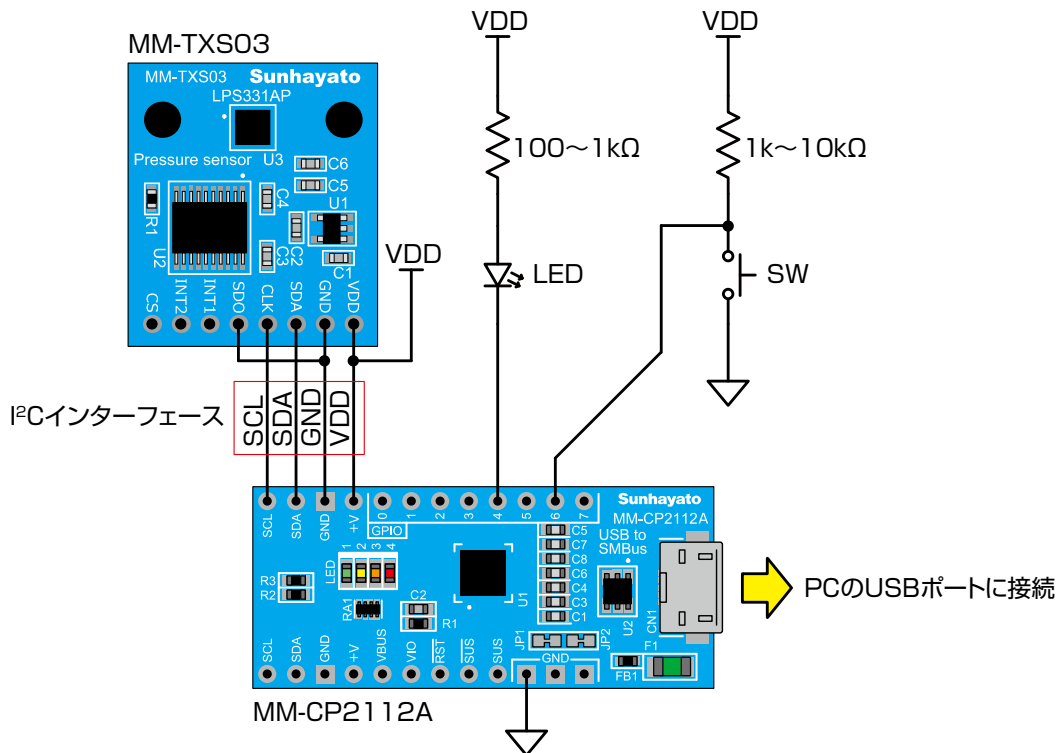 MM-TXS03
MM-TXS03 Sunhayato
LPS331AP
U3
Pressure sensor
C6
C5
U1
R1
C4
U2
C3
C2
C1
CS
INT2
INT1
SDO
CLK
SDA
GND
VDD
VDD
VDD
100～1kΩ
LED
VDD
1k～10kΩ
SW
I²Cインターフェース
SCL
SDA
GND
VDD
SCL
SDA
GND
+V
0
1
2
3
4
5
6
7
GPIO
Sunhayato
MM-CP2112A
USB to
SMBus
LED
1
2
3
4
R3
R2
RA1
C2
R1
U1
C5
C7
C8
C6
C4
C3
C1
U2
CN1
JP1
JP2
F1
FB1
SCL
SDA
GND
+V
VBUS
VIO
RST
SUS
SUS
GND
PCのUSBポートに接続
MM-CP2112A